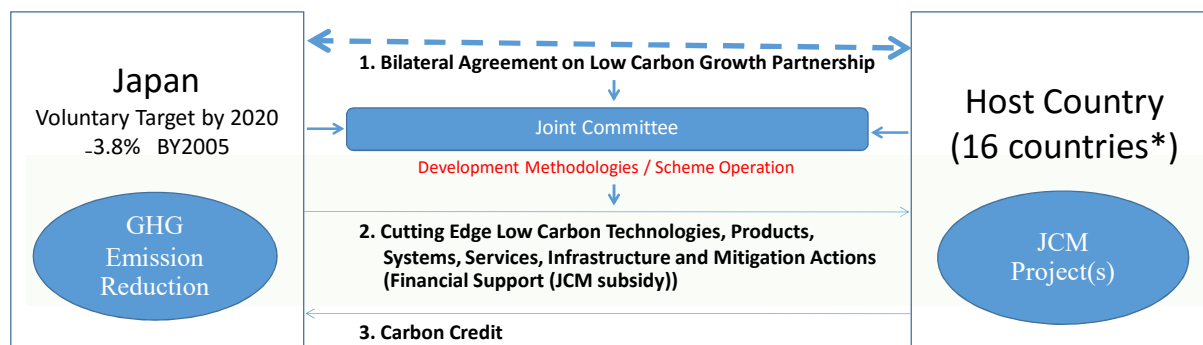 Japan
Voluntary Target by 2020
-3.8% BY2005
GHG
Emission
Reduction
1. Bilateral Agreement on Low Carbon Growth Partnership
Joint Committee
Development Methodologies / Scheme Operation
2. Cutting Edge Low Carbon Technologies, Products,
Systems, Services, Infrastructure and Mitigation Actions
(Financial Support (JCM subsidy))
3. Carbon Credit
Host Country
(16 countries*)
JCM
Project(s)